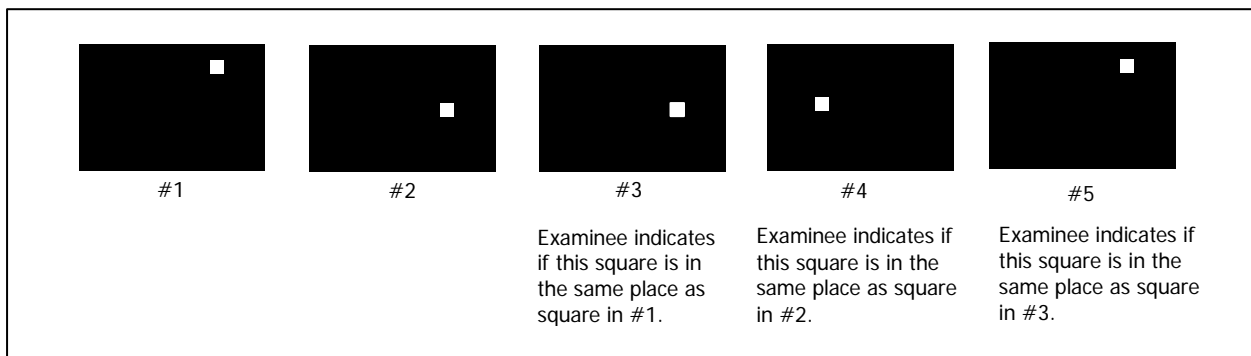 #1
#2
#3
#4
#5
Examinee indicates
if this square is in
the same place as
square in #1.
Examinee indicates if
this square is in the
same place as square
in #2.
Examinee indicates if
this square is in the
same place as square
in #3.